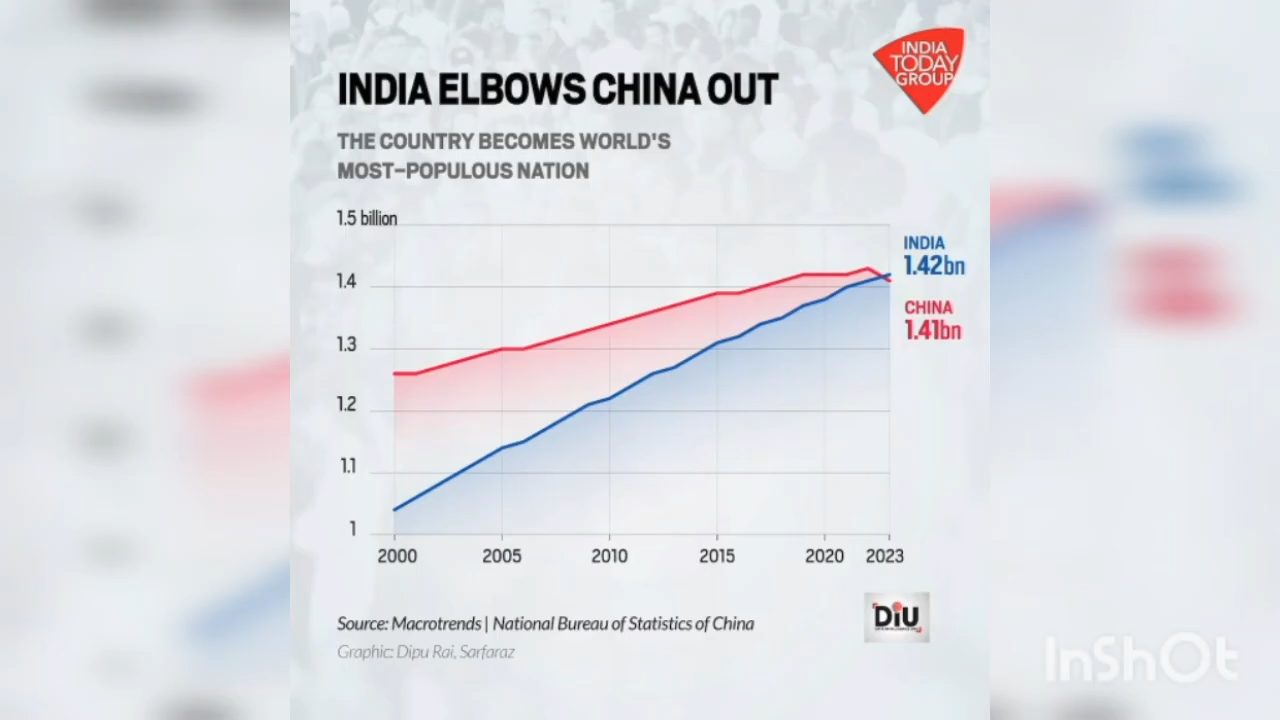 INDIA TODAY GROUP
INDIA ELBOWS CHINA OUT
THE COUNTRY BECOMES WORLD'S
MOST-POPULOUS NATION
1.5 billion
1.4
1.3
1.2
1.1
1
2000 2005 2010 2015 2020 2023
INDIA
1.42bn
CHINA
1.41bn
Source: Macrotrends | National Bureau of Statistics of China
Graphic: Dipu Rai, Sarfaraz
DiU
InShOt